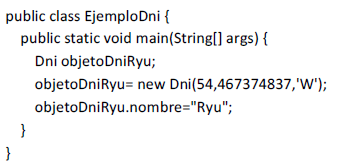 public class EjemploDni {
public static void main(String[] args) {
Dni objetoDniRyu;
objetoDniRyu= new Dni(54,467374837,'W');
objetoDniRyu.nombre="Ryu";
}
}